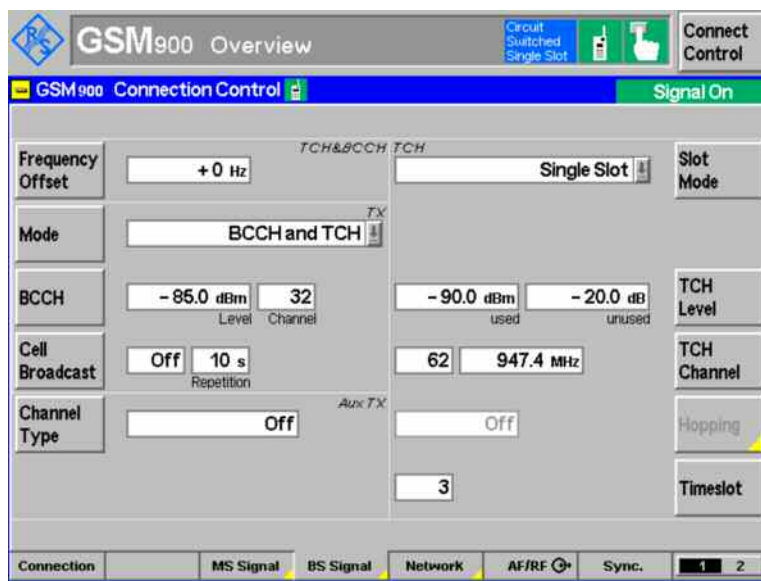 R&S
GSM900 Overview
Circuit
Switched
Single Slot
Connect
Control
GSM900 Connection Control
Signal On
TCH&BCCH TCH
Frequency
Offset
+0 Hz
Single Slot
Slot
Mode
TX
Mode
BCCH and TCH
BCCH
-85.0 dBm 32
Level Channel
-90.0 dBm -20.0 dB
used unused
TCH
Level
Cell
Broadcast
Off 10 s
Repetition
62 947.4 MHz
TCH
Channel
Aux TX
Channel
Type
Off
Off
Hopping
3
Timeslot
Connection MS Signal BS Signal Network AF/RF Sync. 1 2